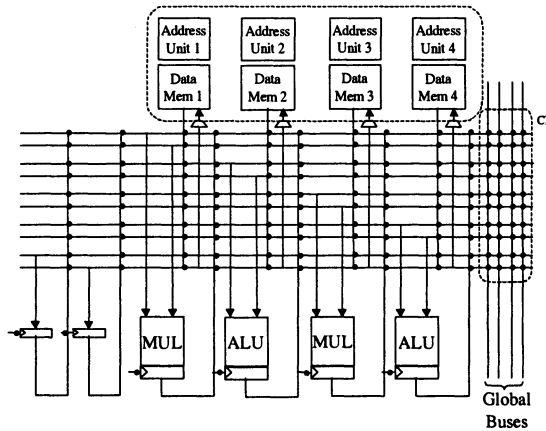 Address Unit 1
Address Unit 2
Address Unit 3
Address Unit 4
Data Mem 1
Data Mem 2
Data Mem 3
Data Mem 4
C
MUL
ALU
MUL
ALU
Global
Buses